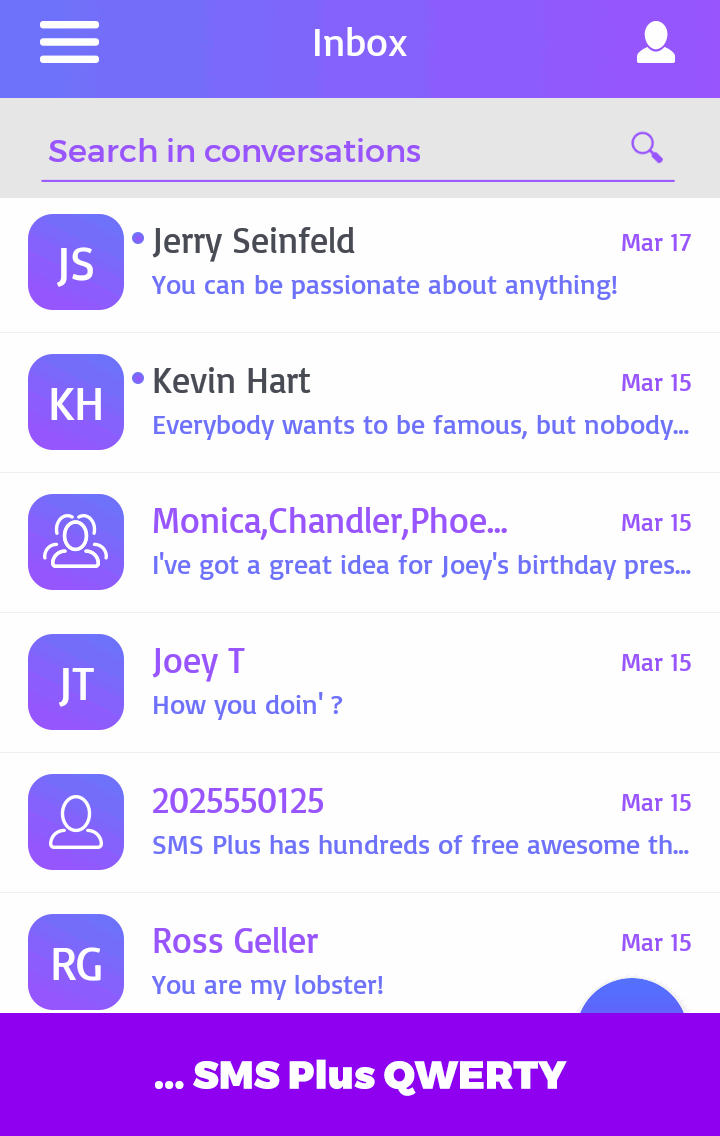 Inbox
Search in conversations
JS
Jerry Seinfeld
Mar 17
You can be passionate about anything!
KH
Kevin Hart
Mar 15
Everybody wants to be famous, but nobody...
Monica,Chandler,Phoe...
Mar 15
I've got a great idea for Joey's birthday pres...
JT
Joey T
Mar 15
How you doin' ?
2025550125
Mar 15
SMS Plus has hundreds of free awesome th...
RG
Ross Geller
Mar 15
You are my lobster!
... SMS Plus QWERTY